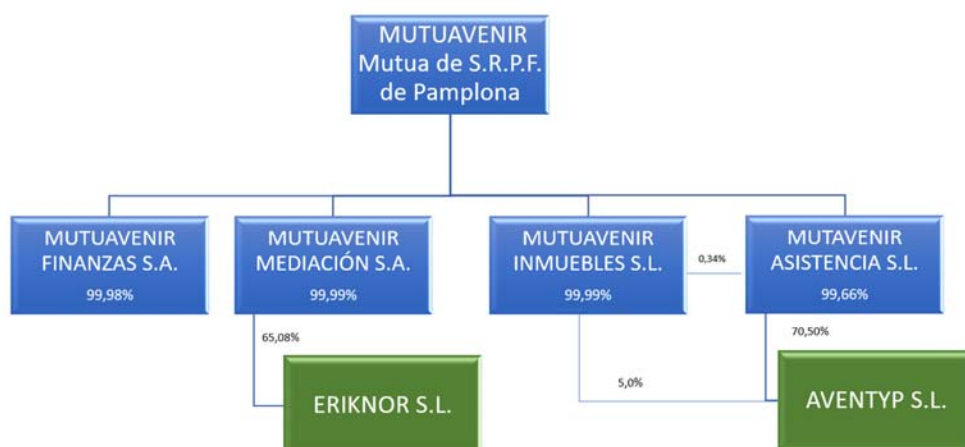 MUTUAVENIR
Mutua de S.R.P.F.
de Pamplona
MUTUAVENIR
FINANZAS S.A.
99,98%
MUTUAVENIR
MEDIACIÓN S.A.
99,99%
MUTUAVENIR
INMUEBLES S.L.
99,99%
0,34%
MUTAVENIR
ASISTENCIA S.L.
99,66%
65,08%
70,50%
ERIKNOR S.L.
5,0%
AVENTYP S.L.